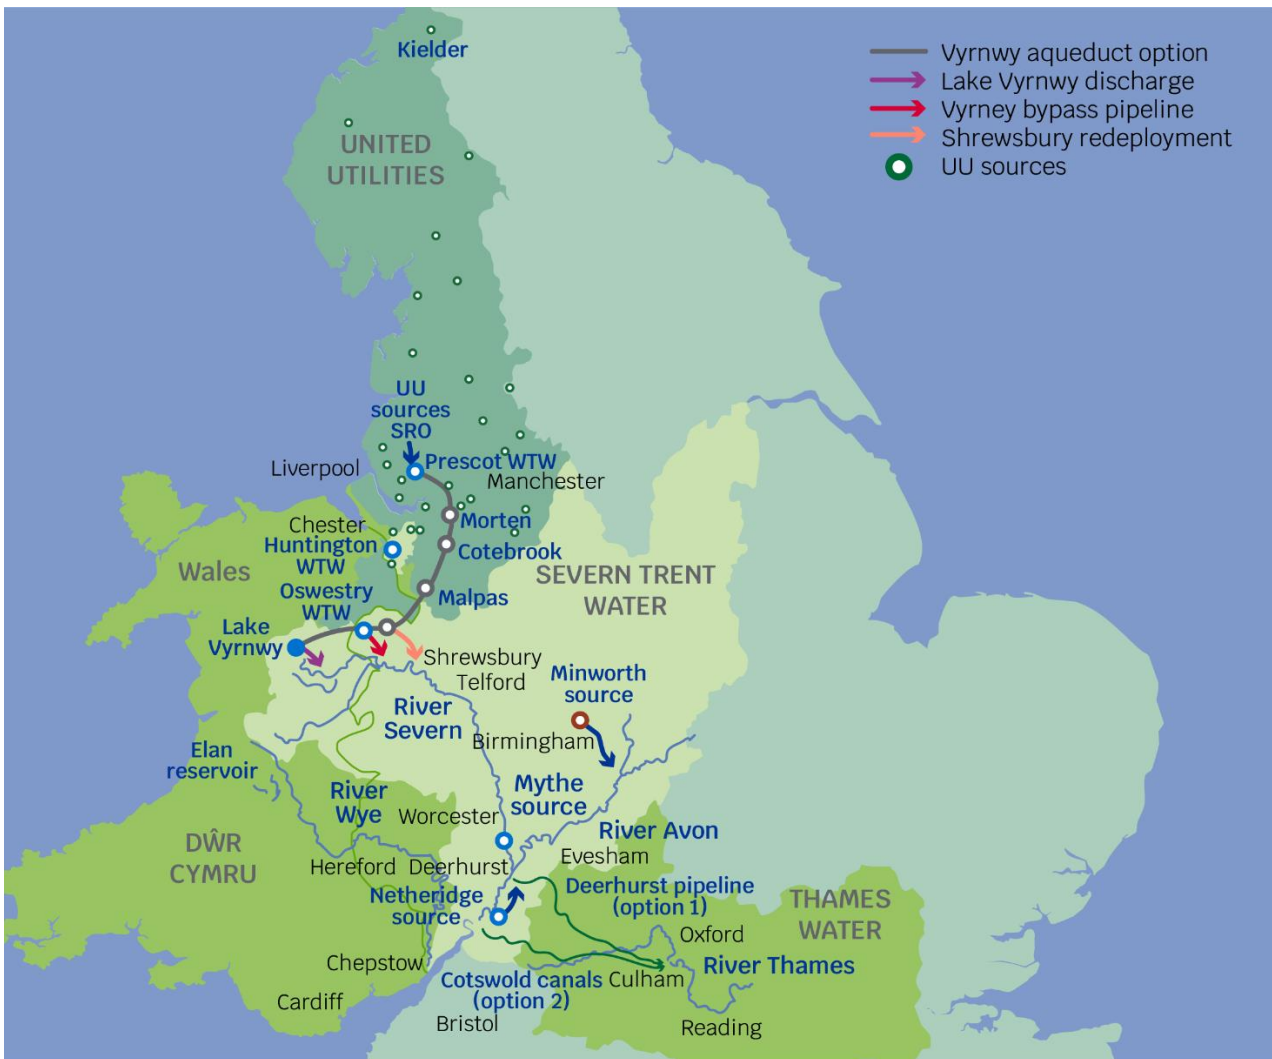 Kielder
Vyrnwy aqueduct option
Lake Vyrnwy discharge
Vyrney bypass pipeline
Shrewsbury redeployment
UU sources
UNITED
UTILITIES
UU
sources
SRO
Prescot WTW
Liverpool
Manchester
Morten
Chester
Huntington
WTW
Cotebrook
Wales
Oswestry
WTW
Malpas
SEVERN TRENT
WATER
Lake
Vyrnwy
Shrewsbury
Telford
Minworth
source
River
Severn
Birmingham
Elan
reservoir
River
Wye
Mythe
source
Worcester
River Avon
DŴR
CYMRU
Hereford
Deerhurst
Evesham
Netheridge
source
Deerhurst pipeline
(option 1)
THAMES
WATER
Oxford
River Thames
Chepstow
Cotswold canals
(option 2)
Culham
Cardiff
Bristol
Reading